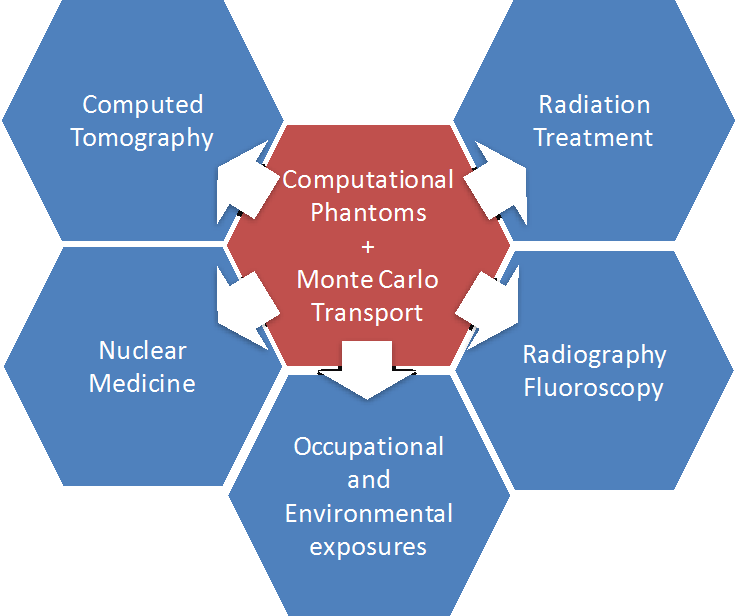 Computed
Tomography
Radiation
Treatment
Computational
Phantoms
+
Monte Carlo
Transport
Nuclear
Medicine
Radiography
Fluoroscopy
Occupational
and
Environmental
exposures